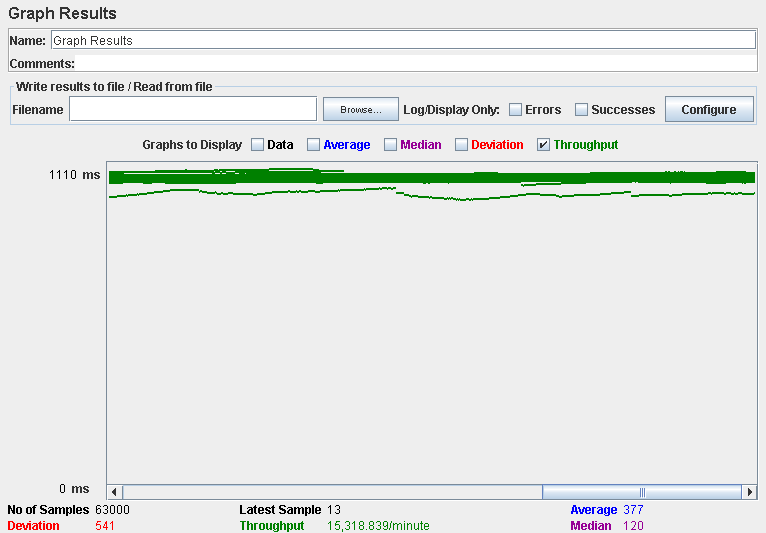 Graph Results
Name: Graph Results
Comments:
Write results to file / Read from file
Filename Browse... Log/Display Only: Errors Successes Configure
Graphs to Display Data Average Median Deviation Throughput
1110 ms
0 ms
No of Samples 63000 Latest Sample 13 Average 377
Deviation 541 Throughput 15,318.839/minute Median 120